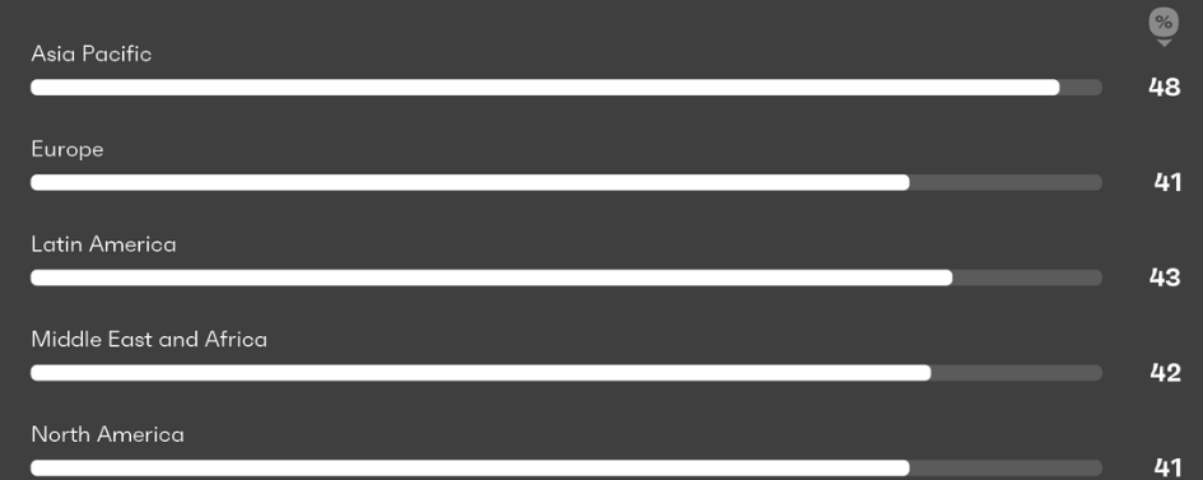 %
Asia Pacific
48
Europe
41
Latin America
43
Middle East and Africa
42
North America
41